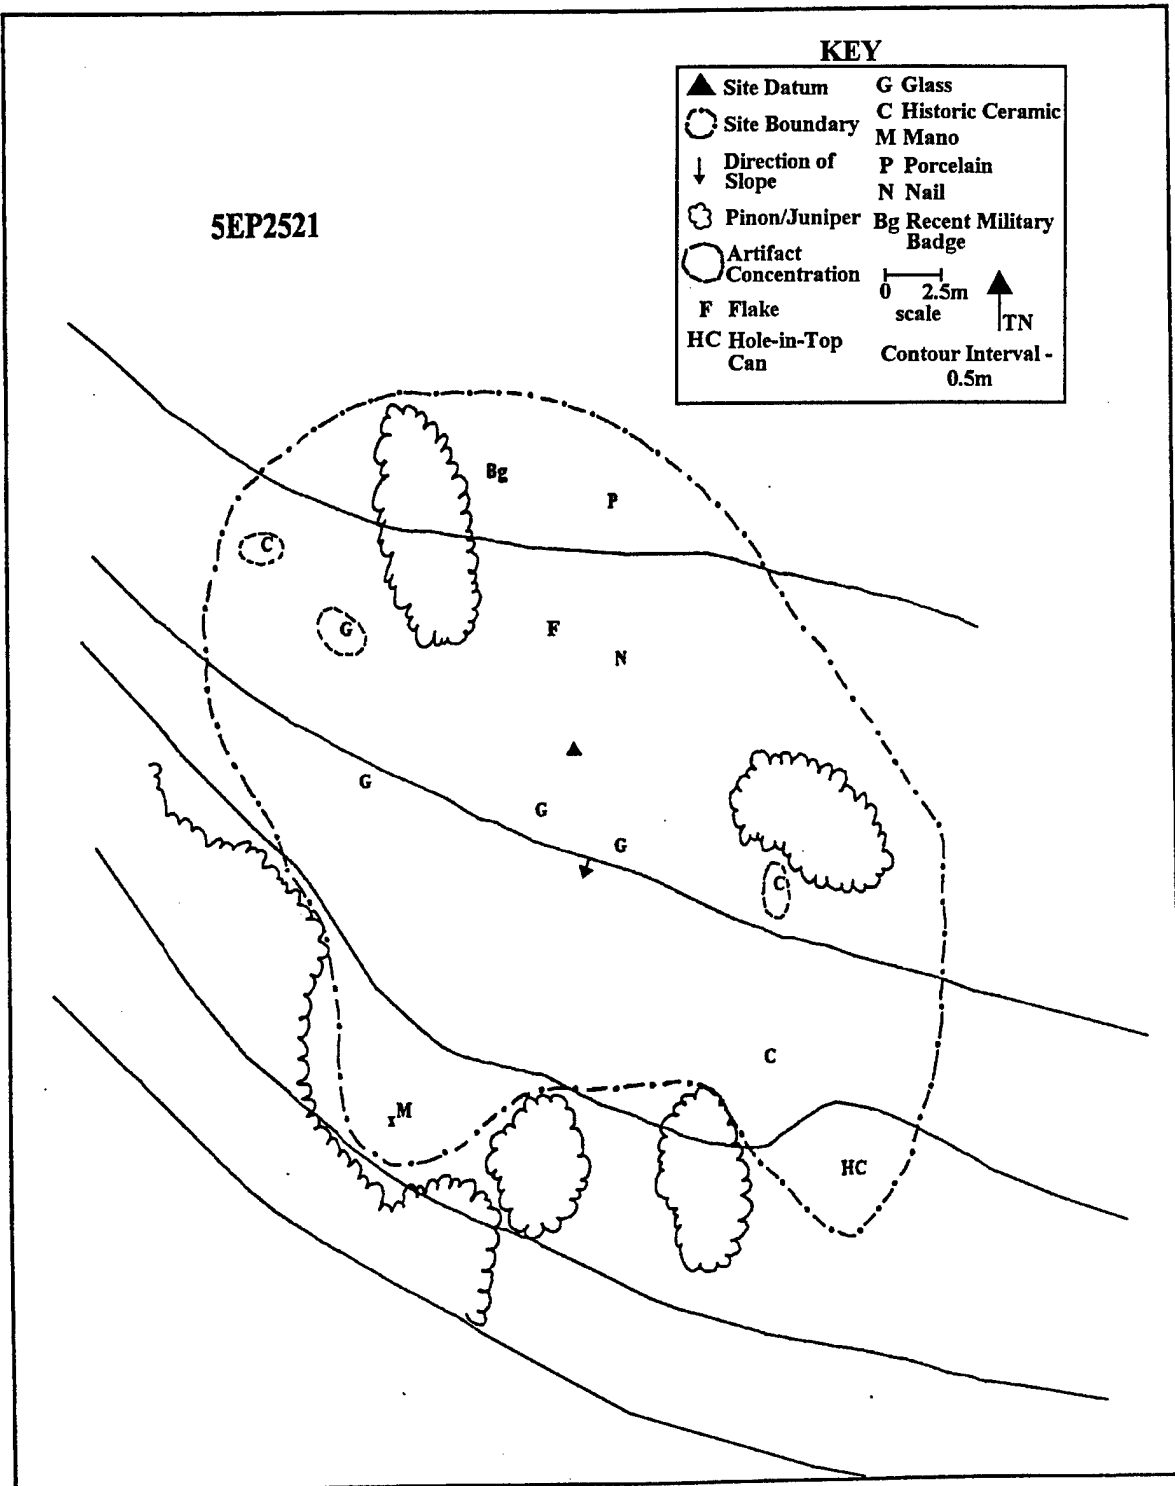 KEY
Site Datum
Site Boundary
Direction of
Slope
Pinon/Juniper
Artifact
Concentration
F Flake
HC Hole-in-Top
Can
G Glass
C Historic Ceramic
M Mano
P Porcelain
N Nail
Bg Recent Military
Badge
0 2.5m
scale
TN
Contour Interval -
0.5m
5EP2521
Bg
P
C
G
F
N
G
G
G
C
C
xM
HC